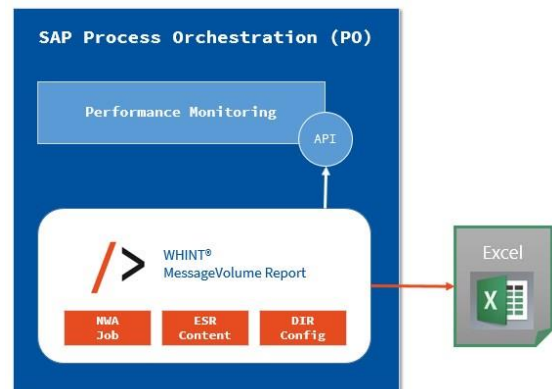 SAP Process Orchestration (PO)
Performance Monitoring
API
WHINT®
MessageVolume Report
NWA
Job
ESR
Content
DIR
Config
Excel
X